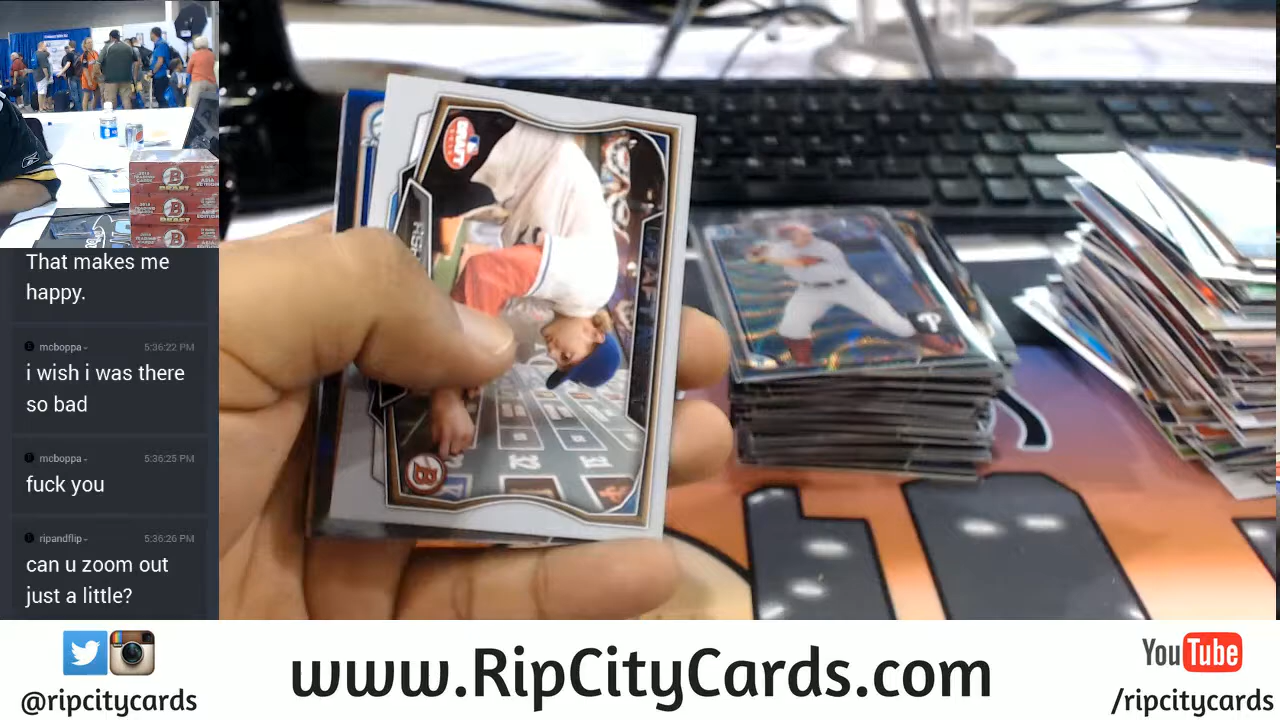 That makes me
happy.
mcboppa
5:36:22 PM
i wish i was there
so bad
mcboppa
5:36:25 PM
fuck you
ripandflip
5:36:26 PM
can u zoom out
just a little?
DRAFT
B
@ripcitycards
www.RipCityCards.com
YouTube
/ripcitycards